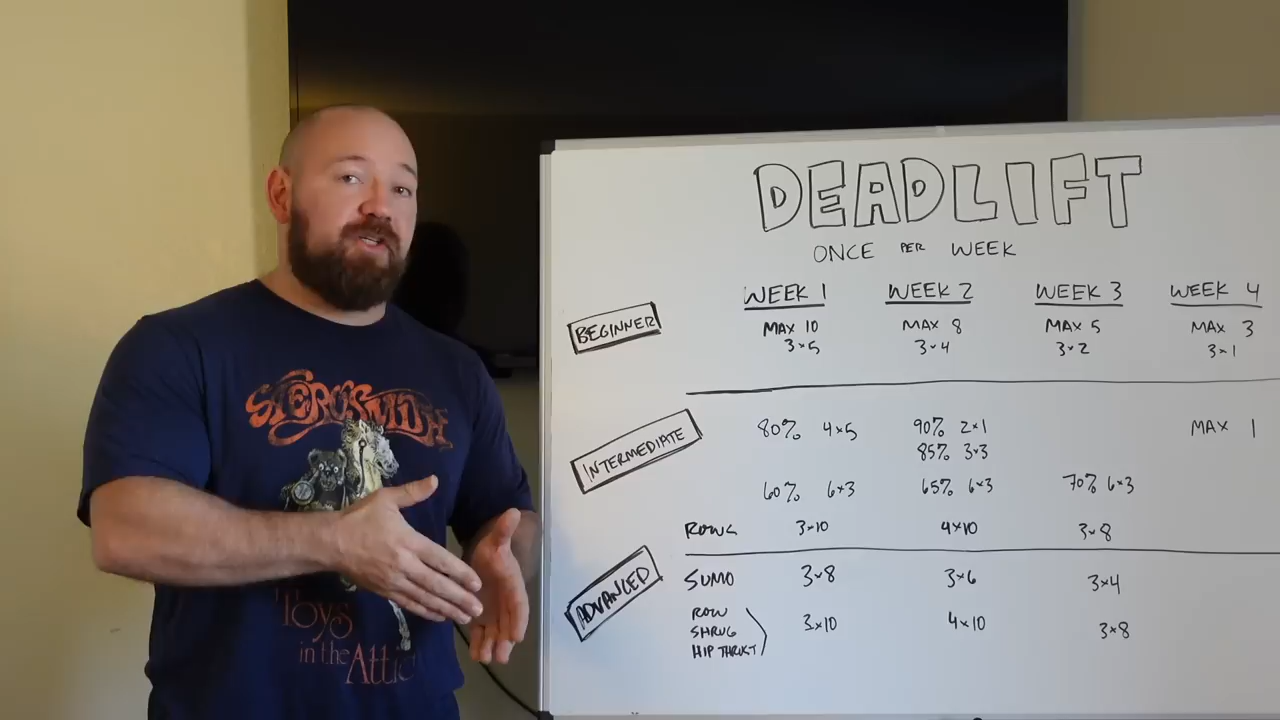 AEROSMITH
Toys
in the Attic
DEADLIFT
ONCE PER WEEK
WEEK 1 WEEK 2 WEEK 3 WEEK 4
BEGINNER MAX 10 MAX 8 MAX 5 MAX 3
3×5 3×4 3×2 3×1
INTERMEDIATE 80% 4×5 90% 2×1 MAX 1
85% 3×3
60% 6×3 65% 6×3 70% 6×3
ROWS 3×10 4×10 3×8
ADVANCED SUMO 3×8 3×6 3×4
ROW
SHRUG 3×10 4×10 3×8
HIP THRUST